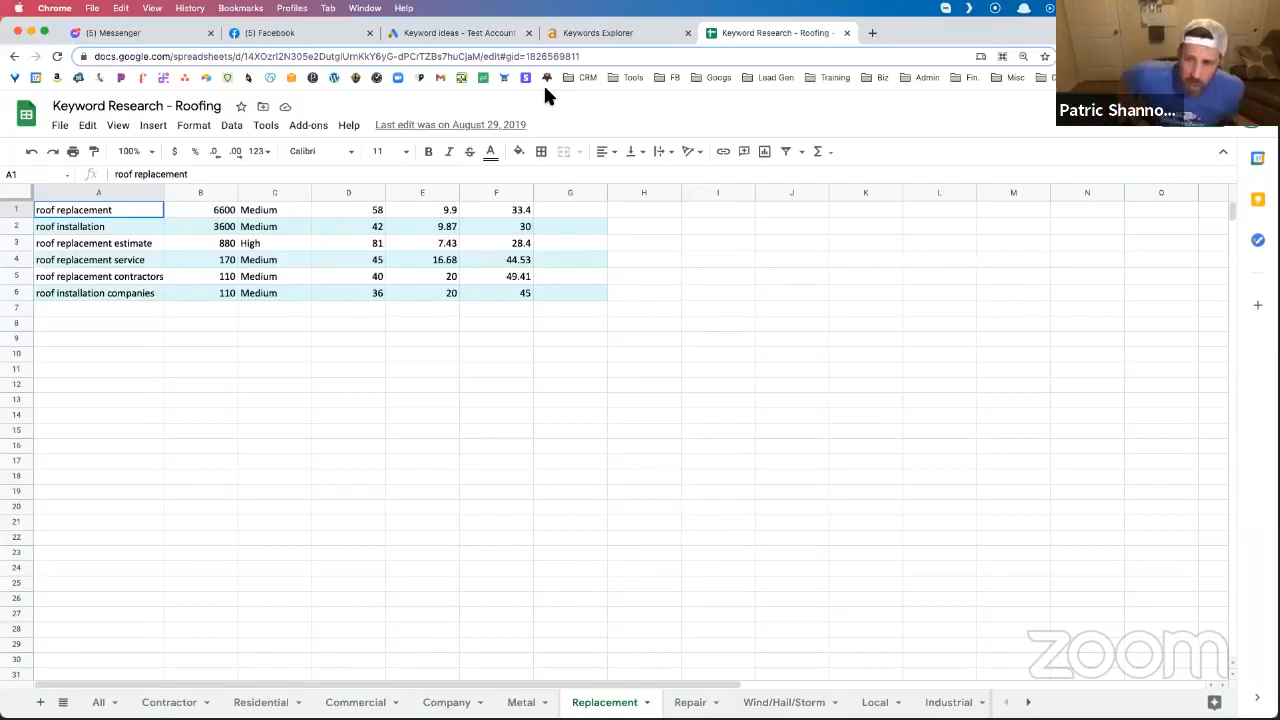 Chrome File Edit View History Bookmarks Profiles Tab Window Help
(5) Messenger
(2) Facebook
Keyword ideas - Test Account
Keywords Explorer
Keyword Research - Roofing -
docs.google.com/spreadsheets/d/14XOzrI2N305e2DutglUrnKkY6yG-dPCrTZBs7huCjaM/edit#gid=1826569811
CRM Tools FB Googs Lead Gen Training Biz Admin Fin. Misc
Patric Shanno...
Keyword Research - Roofing
File Edit View Insert Format Data Tools Add-ons Help Last edit was on August 29, 2019
100% $ % .0 .00 123 Calibri 11 B I S A
A1 fx roof replacement
A B C D E F G H I J K L M N O
1 roof replacement 6600 Medium 58 9.9 33.4
2 roof installation 3600 Medium 42 9.87 30
3 roof replacement estimate 880 High 81 7.43 28.4
4 roof replacement service 170 Medium 45 16.68 44.53
5 roof replacement contractors 110 Medium 40 20 49.41
6 roof installation companies 110 Medium 36 20 45
7
8
9
10
11
12
13
14
15
16
17
18
19
20
21
22
23
24
25
26
27
28
29
30
31
zoom
All Contractor Residential Commercial Company Metal Replacement Repair Wind/Hail/Storm Local Industrial